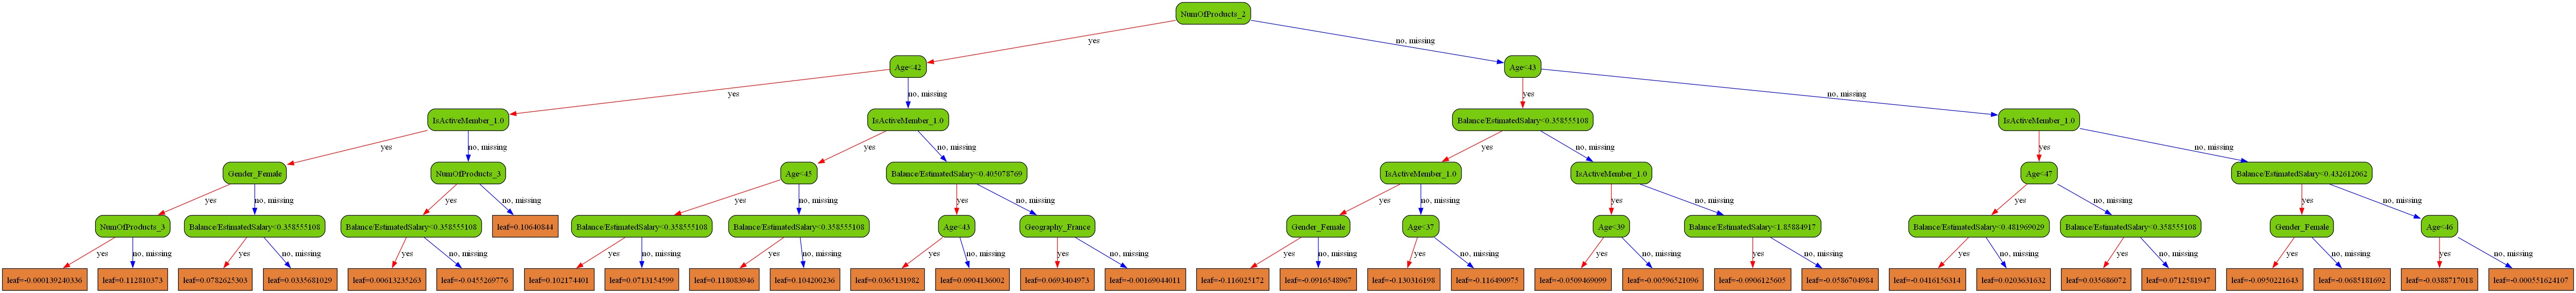 NumOfProducts_2
yes
no, missing
Age<42
Age<43
yes
no, missing
yes
no, missing
IsActiveMember_1.0
IsActiveMember_1.0
Balance/EstimatedSalary<0.358555108
IsActiveMember_1.0
yes
no, missing
yes
no, missing
yes
no, missing
yes
no, missing
Gender_Female
NumOfProducts_3
Age<45
Balance/EstimatedSalary<0.405078769
IsActiveMember_1.0
IsActiveMember_1.0
Age<47
Balance/EstimatedSalary<0.432612062
yes
no, missing
yes
no, missing
yes
no, missing
yes
no, missing
yes
no, missing
yes
no, missing
yes
no, missing
yes
no, missing
NumOfProducts_3
Balance/EstimatedSalary<0.358555108
Balance/EstimatedSalary<0.358555108
leaf=0.10640844
Balance/EstimatedSalary<0.358555108
Balance/EstimatedSalary<0.358555108
Age<43
Geography_France
Gender_Female
Age<37
Age<39
Balance/EstimatedSalary<1.85884917
Balance/EstimatedSalary<0.481969029
Balance/EstimatedSalary<0.358555108
Gender_Female
Age<46
yes
no, missing
yes
no, missing
yes
no, missing
yes
no, missing
yes
no, missing
yes
no, missing
yes
no, missing
yes
no, missing
yes
no, missing
yes
no, missing
yes
no, missing
yes
no, missing
yes
no, missing
yes
no, missing
yes
no, missing
leaf=-0.000139240336
leaf=0.112810373
leaf=0.0782625303
leaf=0.0335681029
leaf=0.00613235263
leaf=-0.0455269776
leaf=0.102174401
leaf=0.0713154599
leaf=0.118083946
leaf=0.104200236
leaf=0.0365131982
leaf=0.0904136002
leaf=0.0693404973
leaf=-0.00169044011
leaf=-0.116025172
leaf=-0.0916548967
leaf=-0.130316198
leaf=-0.116490975
leaf=-0.0509469099
leaf=-0.00596521096
leaf=-0.0906125605
leaf=-0.0586704984
leaf=-0.0416156314
leaf=0.0203631632
leaf=0.035686072
leaf=0.0712581947
leaf=-0.0950221643
leaf=-0.0685181692
leaf=-0.0388717018
leaf=-0.000551624107